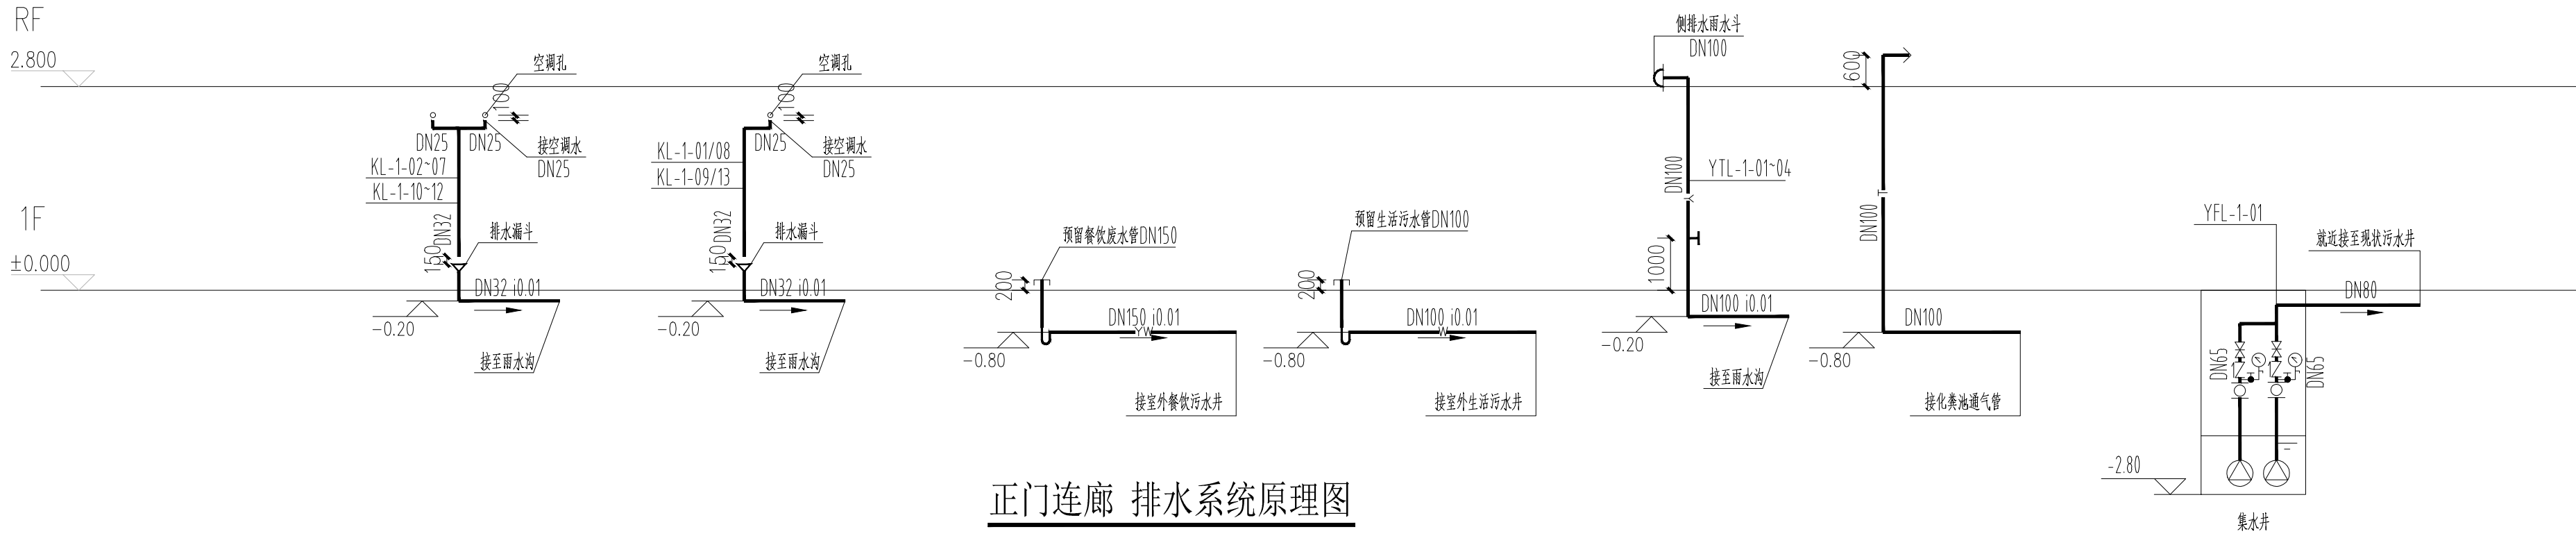 RF
2.800
1F
±0.000
空调孔
100
DN25
DN25
接空调水
DN25
KL-1-02~07
KL-1-10~12
DN32
排水漏斗
150
DN32 i0.01
-0.20
接至雨水沟
空调孔
100
DN25
接空调水
DN25
KL-1-01/08
KL-1-09/13
DN32
排水漏斗
150
DN32 i0.01
-0.20
接至雨水沟
预留餐饮废水管DN150
200
DN150 i0.01
YW
-0.80
接室外餐饮污水井
预留生活污水管DN100
200
DN100 i0.01
W
-0.80
接室外生活污水井
侧排水雨水斗
DN100
DN100
Y
YTL-1-01~04
1000
DN100 i0.01
-0.20
接至雨水沟
600
T
DN100
DN100
-0.80
接化粪池通气管
YFL-1-01
就近接至现状污水井
DN80
DN65
DN65
-2.80
集水井
正门连廊 排水系统原理图